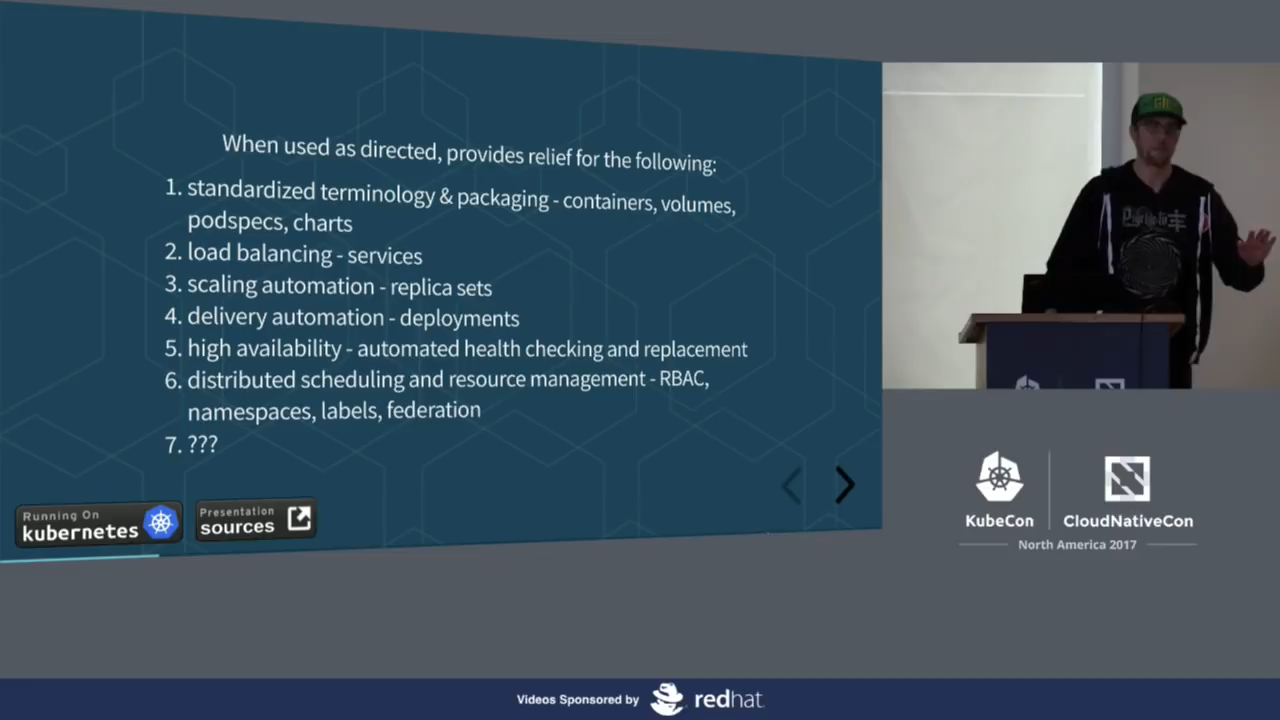 When used as directed, provides relief for the following:
1. standardized terminology & packaging - containers, volumes,
podspecs, charts
2. load balancing - services
3. scaling automation - replica sets
4. delivery automation - deployments
5. high availability - automated health checking and replacement
6. distributed scheduling and resource management - RBAC,
namespaces, labels, federation
7. ???
Running On
kubernetes
Presentation
sources
KubeCon
CloudNativeCon
North America 2017
Videos Sponsored by
redhat